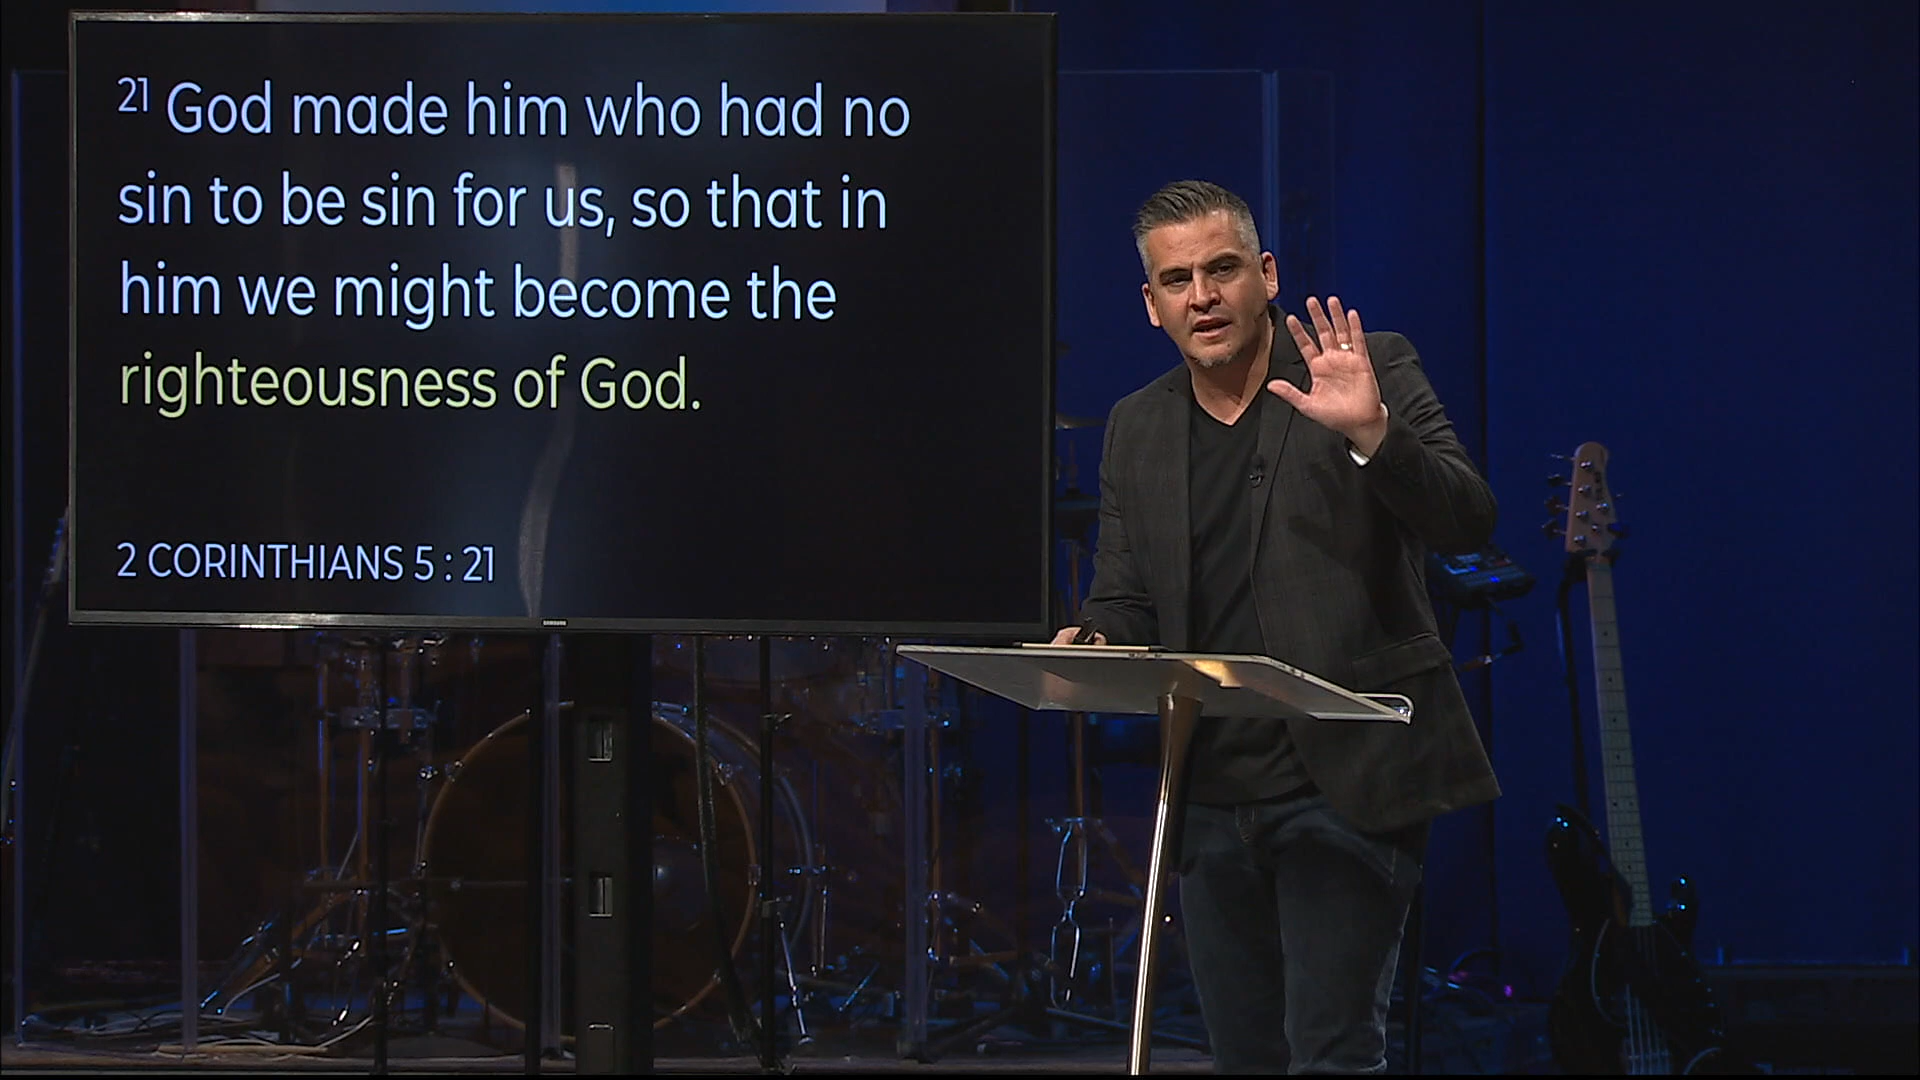 21 God made him who had no
sin to be sin for us, so that in
him we might become the
righteousness of God.
2 CORINTHIANS 5 : 21
SAMSUNG